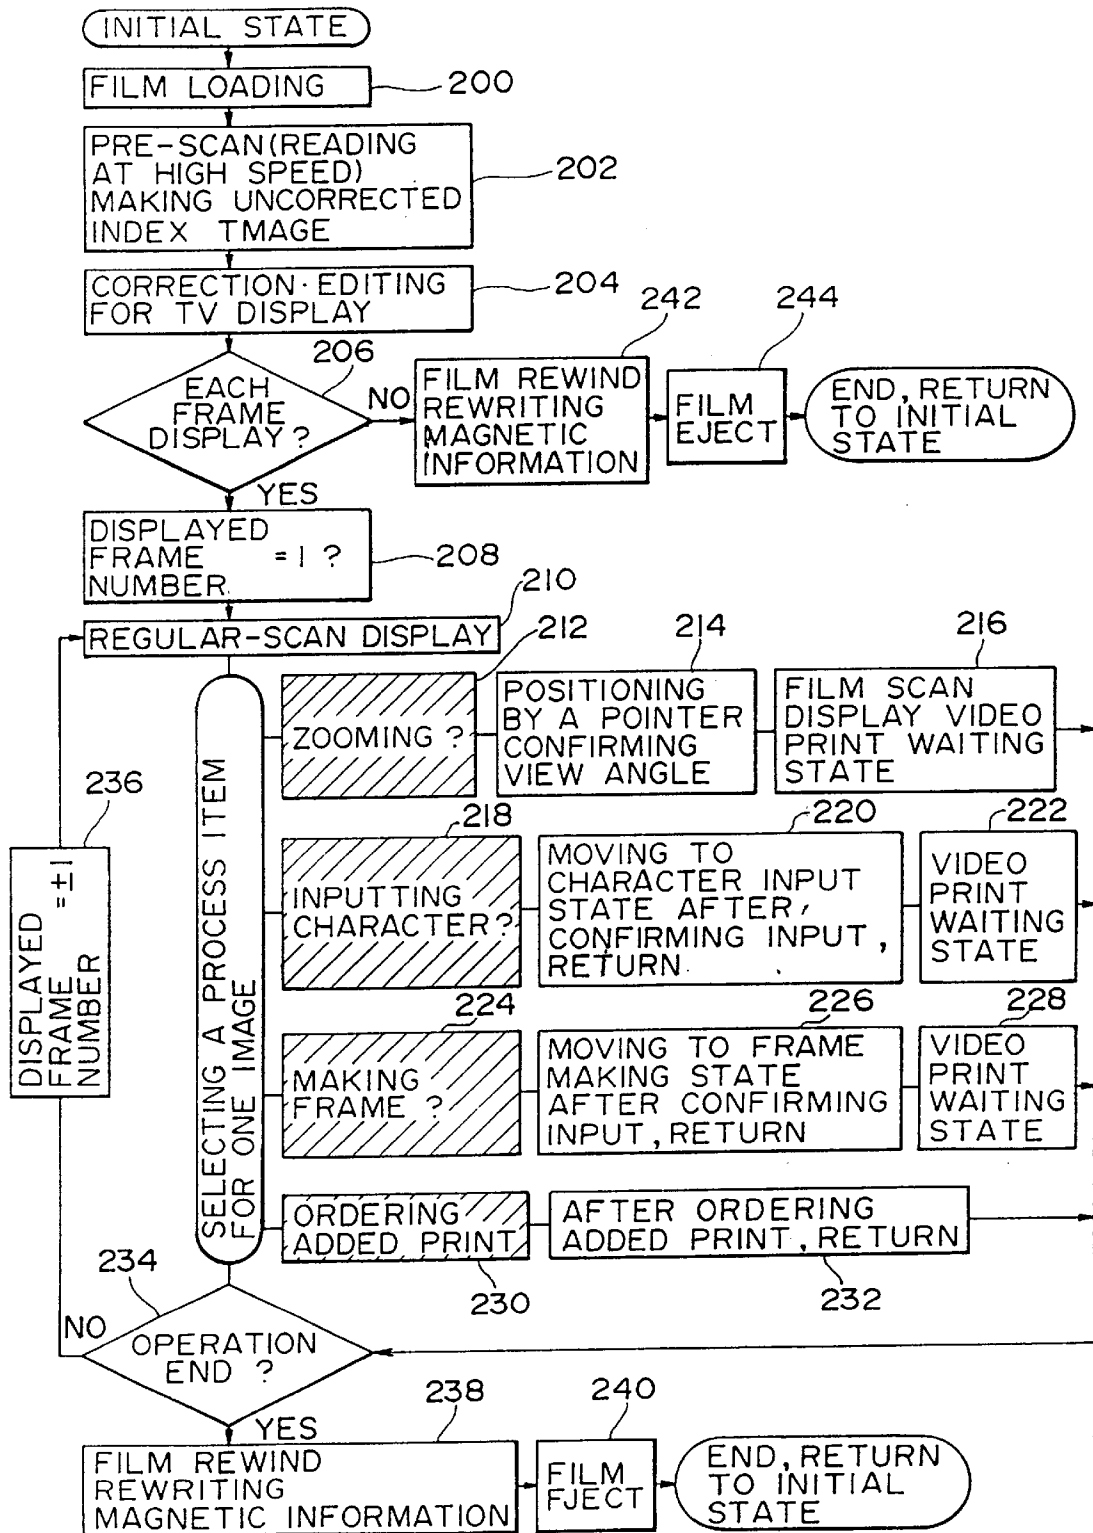 INITIAL STATE
FILM LOADING
200
PRE-SCAN(READING
AT HIGH SPEED)
MAKING UNCORRECTED
INDEX TMAGE
202
CORRECTION·EDITING
FOR TV DISPLAY
204
206
EACH
FRAME
DISPLAY?
NO
242
FILM REWIND
REWRITING
MAGNETIC
INFORMATION
244
FILM
EJECT
END, RETURN
TO INITIAL
STATE
YES
DISPLAYED
FRAME =1 ?
NUMBER
208
210
REGULAR-SCAN DISPLAY
SELECTING A PROCESS ITEM
FOR ONE IMAGE
212
ZOOMING ?
214
POSITIONING
BY A POINTER
CONFIRMING
VIEW ANGLE
216
FILM SCAN
DISPLAY VIDEO
PRINT WAITING
STATE
218
INPUTTING
CHARACTER?
220
MOVING TO
CHARACTER INPUT
STATE AFTER,
CONFIRMING INPUT,
RETURN
222
VIDEO
PRINT
WAITING
STATE
224
MAKING
FRAME ?
226
MOVING TO FRAME
MAKING STATE
AFTER CONFIRMING
INPUT, RETURN
228
VIDEO
PRINT
WAITING
STATE
ORDERING
ADDED PRINT
230
AFTER ORDERING
ADDED PRINT, RETURN
232
236
DISPLAYED
FRAME =±1
NUMBER
234
OPERATION
END ?
NO
YES
238
FILM REWIND
REWRITING
MAGNETIC INFORMATION
240
FILM
FJECT
END, RETURN
TO INITIAL
STATE